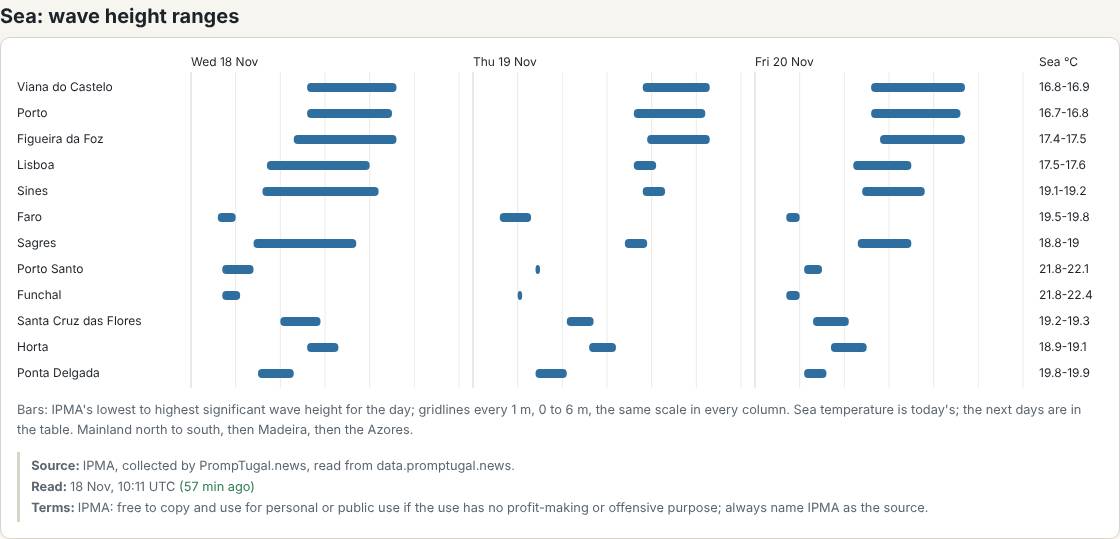 Sea: wave height ranges
Wed 18 Nov Thu 19 Nov Fri 20 Nov Sea °C
Viana do Castelo 16.8-16.9
Porto 16.7-16.8
Figueira da Foz 17.4-17.5
Lisboa 17.5-17.6
Sines 19.1-19.2
Faro 19.5-19.8
Sagres 18.8-19
Porto Santo 21.8-22.1
Funchal 21.8-22.4
Santa Cruz das Flores 19.2-19.3
Horta 18.9-19.1
Ponta Delgada 19.8-19.9
Bars: IPMA's lowest to highest significant wave height for the day; gridlines every 1 m, 0 to 6 m, the same scale in every column. Sea temperature is today's; the next days are in
the table. Mainland north to south, then Madeira, then the Azores.
Source: IPMA, collected by PrompTugal.news, read from data.promptugal.news.
Read: 18 Nov, 10:11 UTC (57 min ago)
Terms: IPMA: free to copy and use for personal or public use if the use has no profit-making or offensive purpose; always name IPMA as the source.